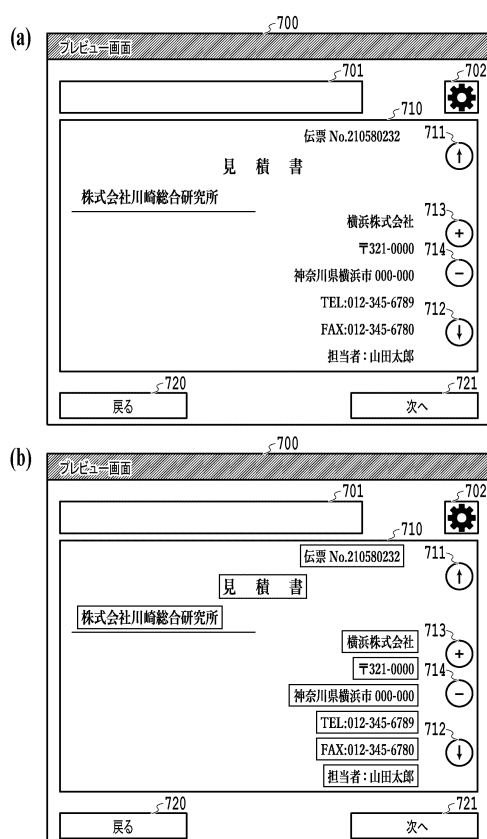 (a)
700
プレビュー画面
701
702
710
伝票 No.210580232
711
見 積 書
株式会社川崎総合研究所
713
横浜株式会社
+
〒321-0000
714
神奈川県横浜市 000-000
−
TEL:012-345-6789
712
FAX:012-345-6780
担当者：山田太郎
720
721
戻る
次へ
(b)
700
プレビュー画面
701
702
710
伝票 No.210580232
711
見 積 書
株式会社川崎総合研究所
713
横浜株式会社
+
〒321-0000
714
神奈川県横浜市 000-000
−
TEL:012-345-6789
712
FAX:012-345-6780
担当者：山田太郎
720
721
戻る
次へ